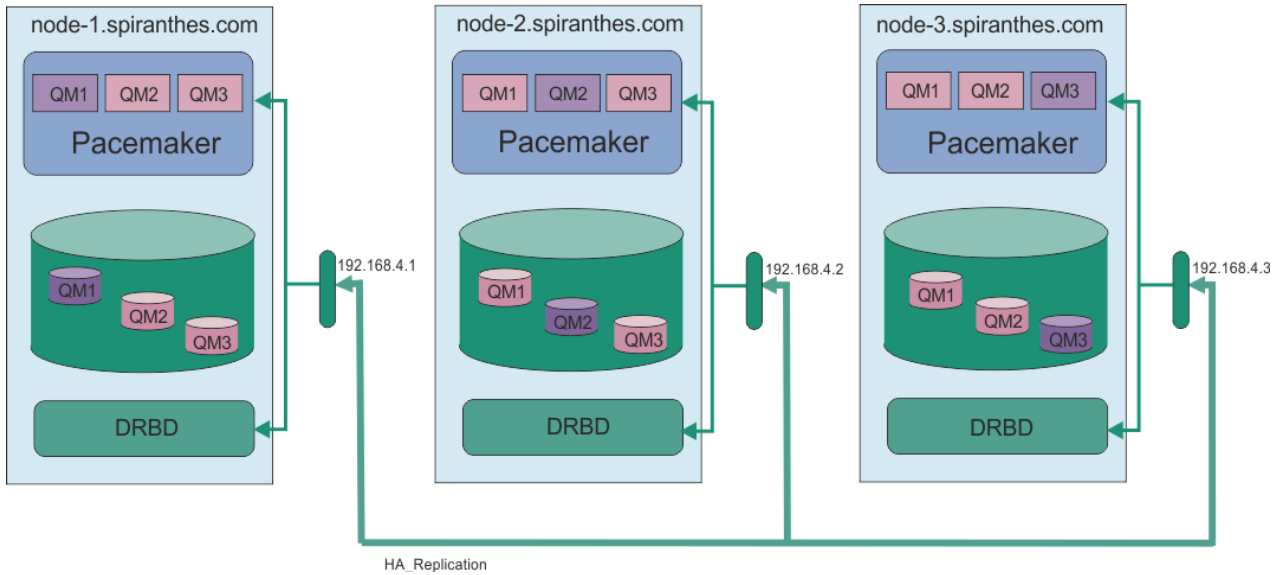 node-1.spiranthes.com
QM1 QM2 QM3
Pacemaker
QM1
QM2
QM3
DRBD
192.168.4.1
node-2.spiranthes.com
QM1 QM2 QM3
Pacemaker
QM1
QM2
QM3
DRBD
192.168.4.2
node-3.spiranthes.com
QM1 QM2 QM3
Pacemaker
QM1
QM2
QM3
DRBD
192.168.4.3
HA_Replication